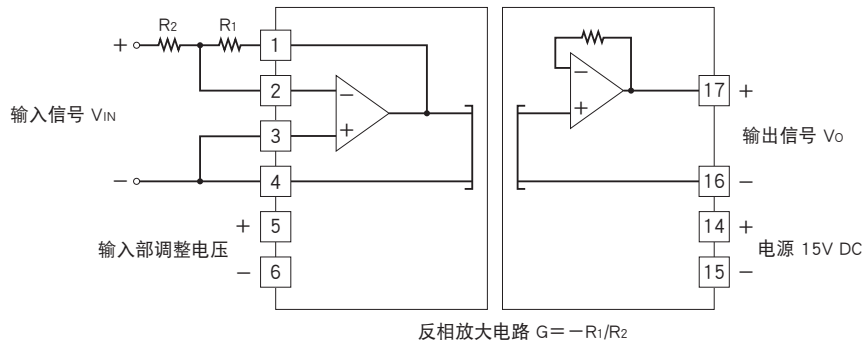 R2 R1
+ 1
2 −
输入信号 VIN
3 +
− 4
+ 5
输入部调整电压
− 6
−
+
17 +
输出信号 VO
16 −
14 +
电源 15V DC
15 −
反相放大电路 G=−R1/R2